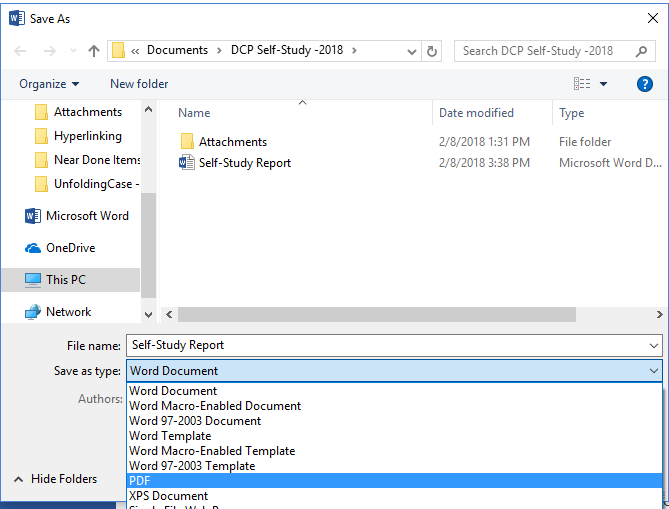 Save As
« Documents > DCP Self-Study -2018 >
Search DCP Self-Study -2018
Organize
New folder
?
Name
Date modified
Type
Attachments
Hyperlinking
Near Done Items
UnfoldingCase -
Microsoft Word
OneDrive
This PC
Network
Attachments 2/8/2018 1:31 PM File folder
Self-Study Report 2/8/2018 3:38 PM Microsoft Word D...
File name: Self-Study Report
Save as type: Word Document
Authors:
Word Document
Word Macro-Enabled Document
Word 97-2003 Document
Word Template
Word Macro-Enabled Template
Word 97-2003 Template
PDF
XPS Document
Hide Folders